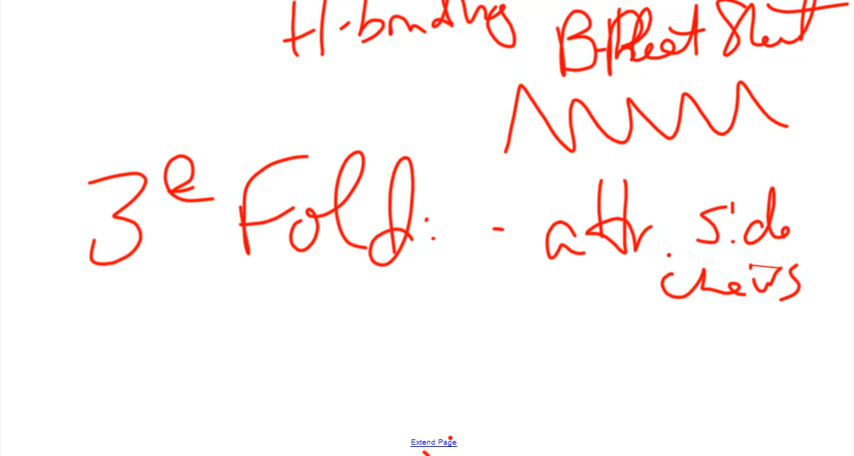 H-bonding
B-Pleat Sheet
3° Fold: - attr. side
chains
Extend Page